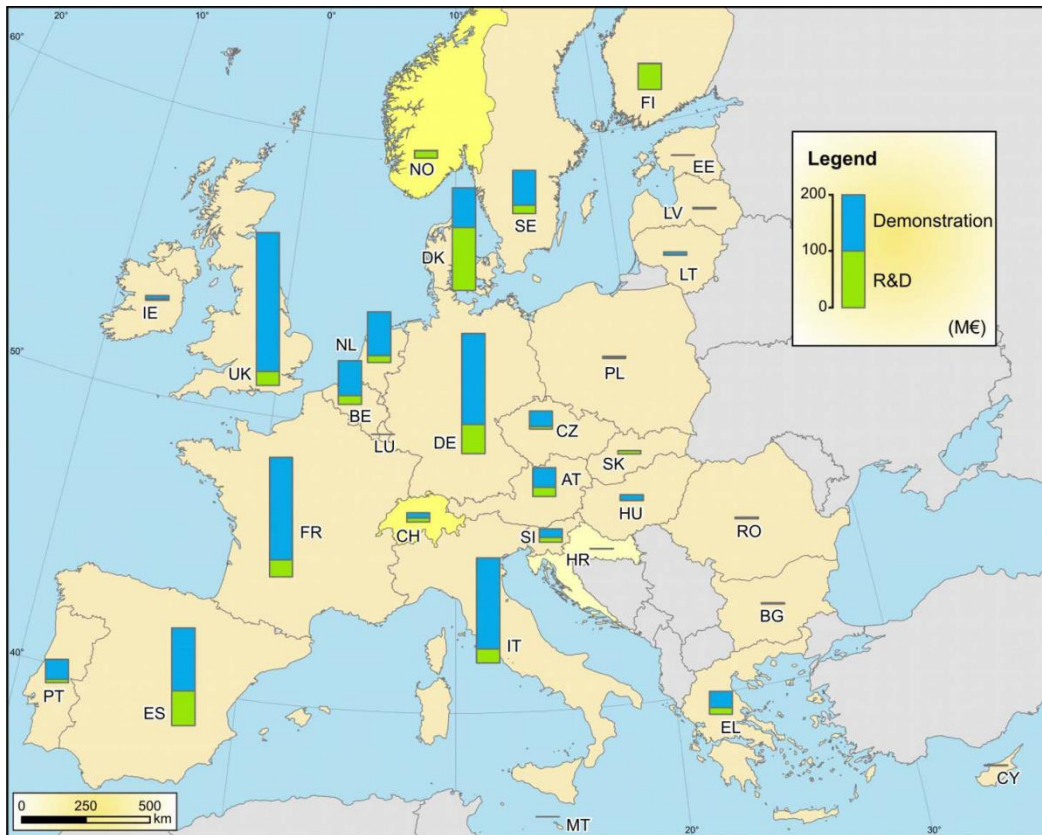 20°
10°
0°
10°
60°
FI
NO
EE
SE
LV
DK
LT
IE
NL
UK
BE
PL
50°
LU
DE
CZ
SK
AT
HU
FR
CH
SI
HR
RO
BG
IT
40°
PT
ES
EL
CY
MT
20°
30°
Legend
200
Demonstration
100
R&D
0
(M€)
0 250 500
km